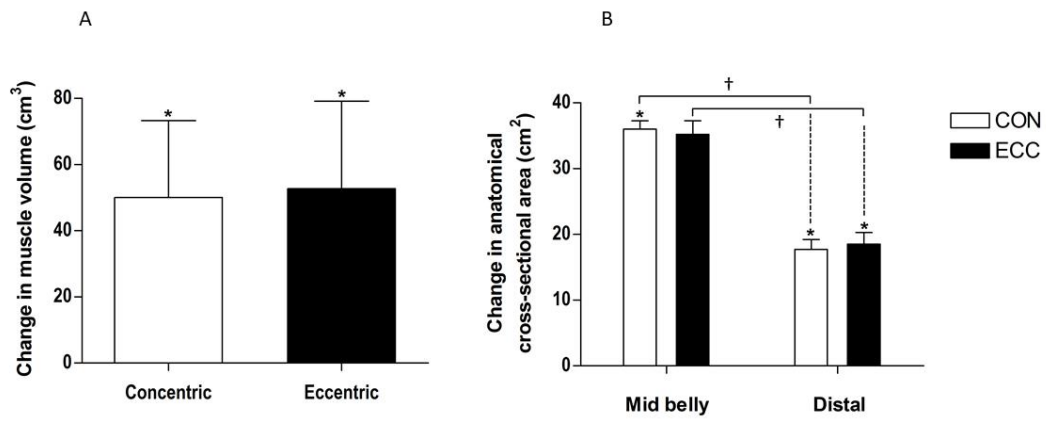 A
Change in muscle volume (cm³)
80
60
40
20
0
*
*
Concentric
Eccentric
B
Change in anatomical
cross-sectional area (cm²)
40
30
20
10
0
†
†
*
*
*
Mid belly
Distal
CON
ECC